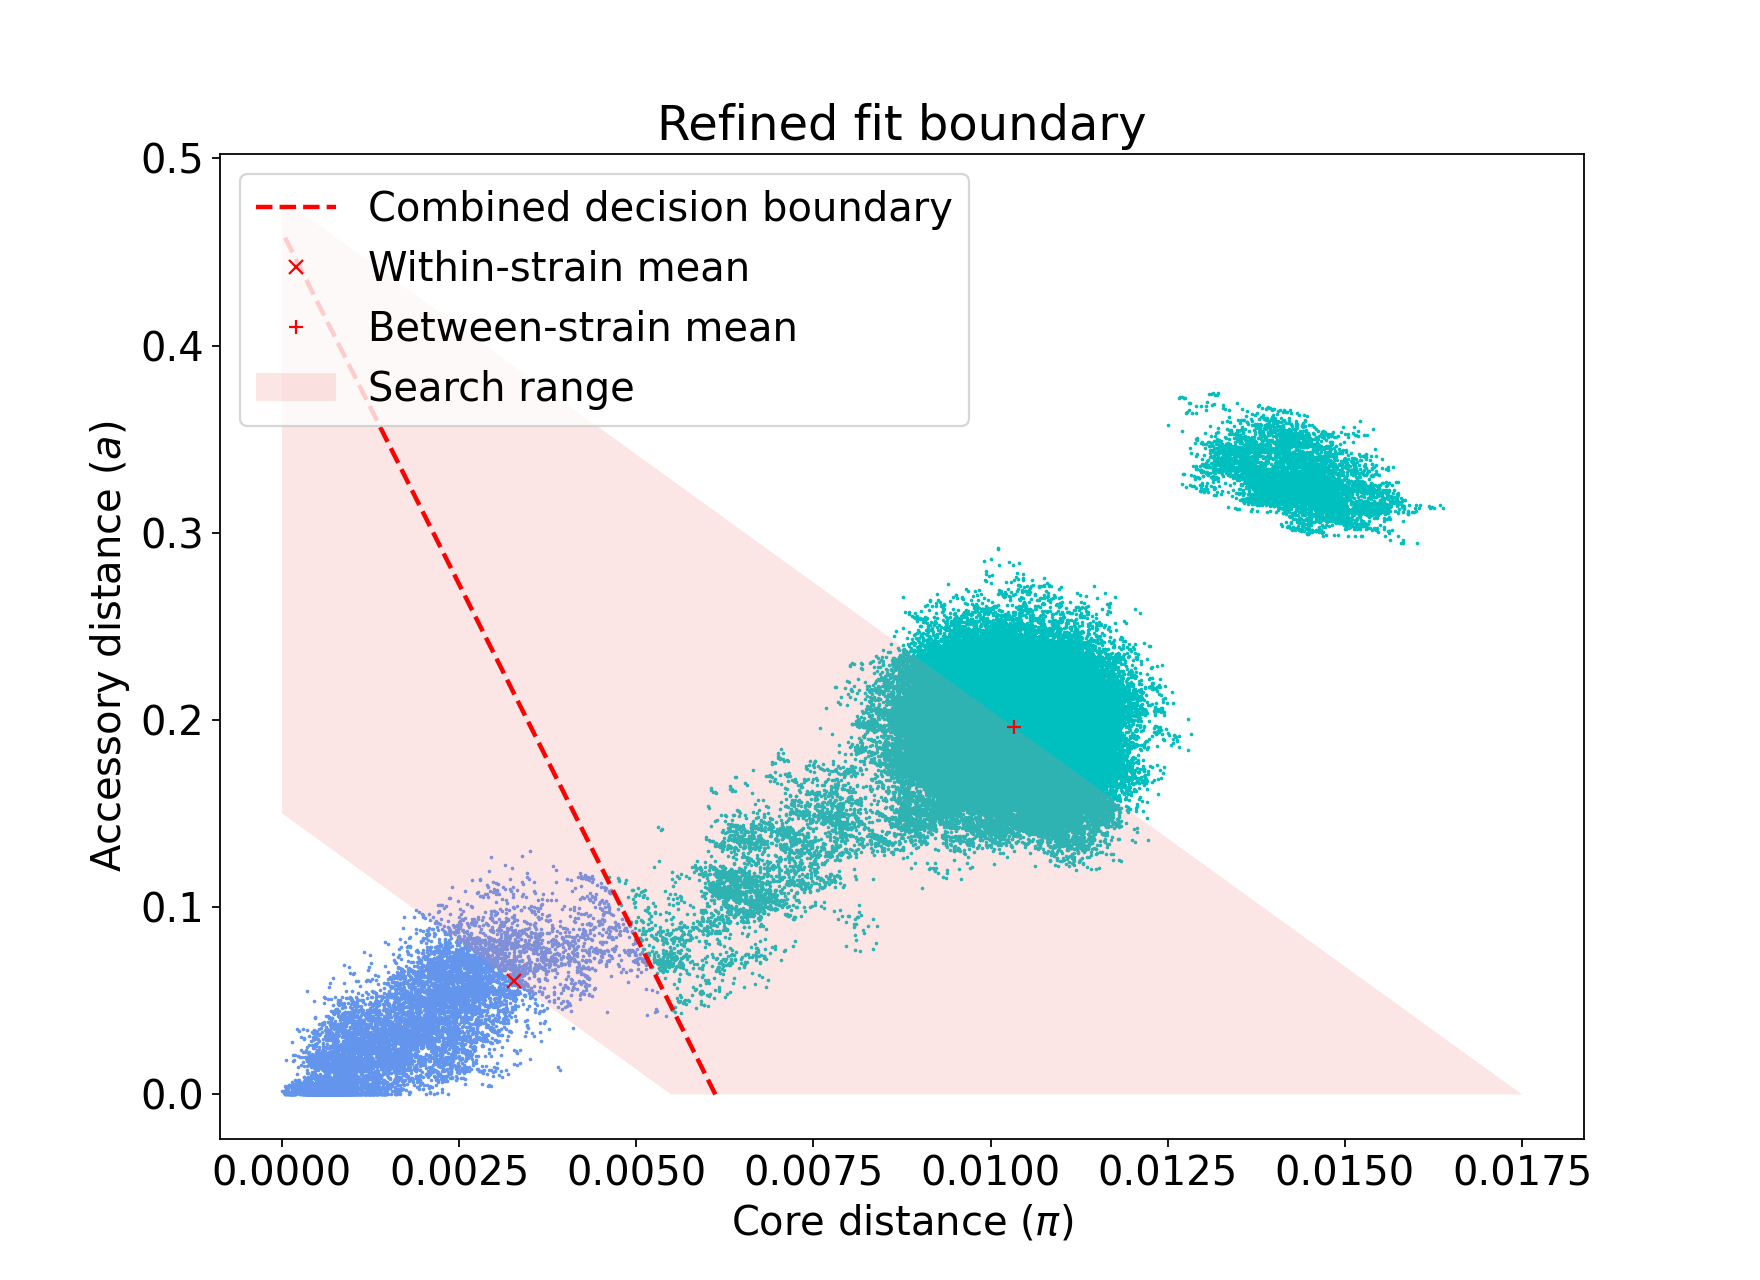 Refined fit boundary
0.5
0.4
0.3
0.2
0.1
0.0
Accessory distance (a)
Combined decision boundary
Within-strain mean
Between-strain mean
Search range
0.0000 0.0025 0.0050 0.0075 0.0100 0.0125 0.0150 0.0175
Core distance (π)